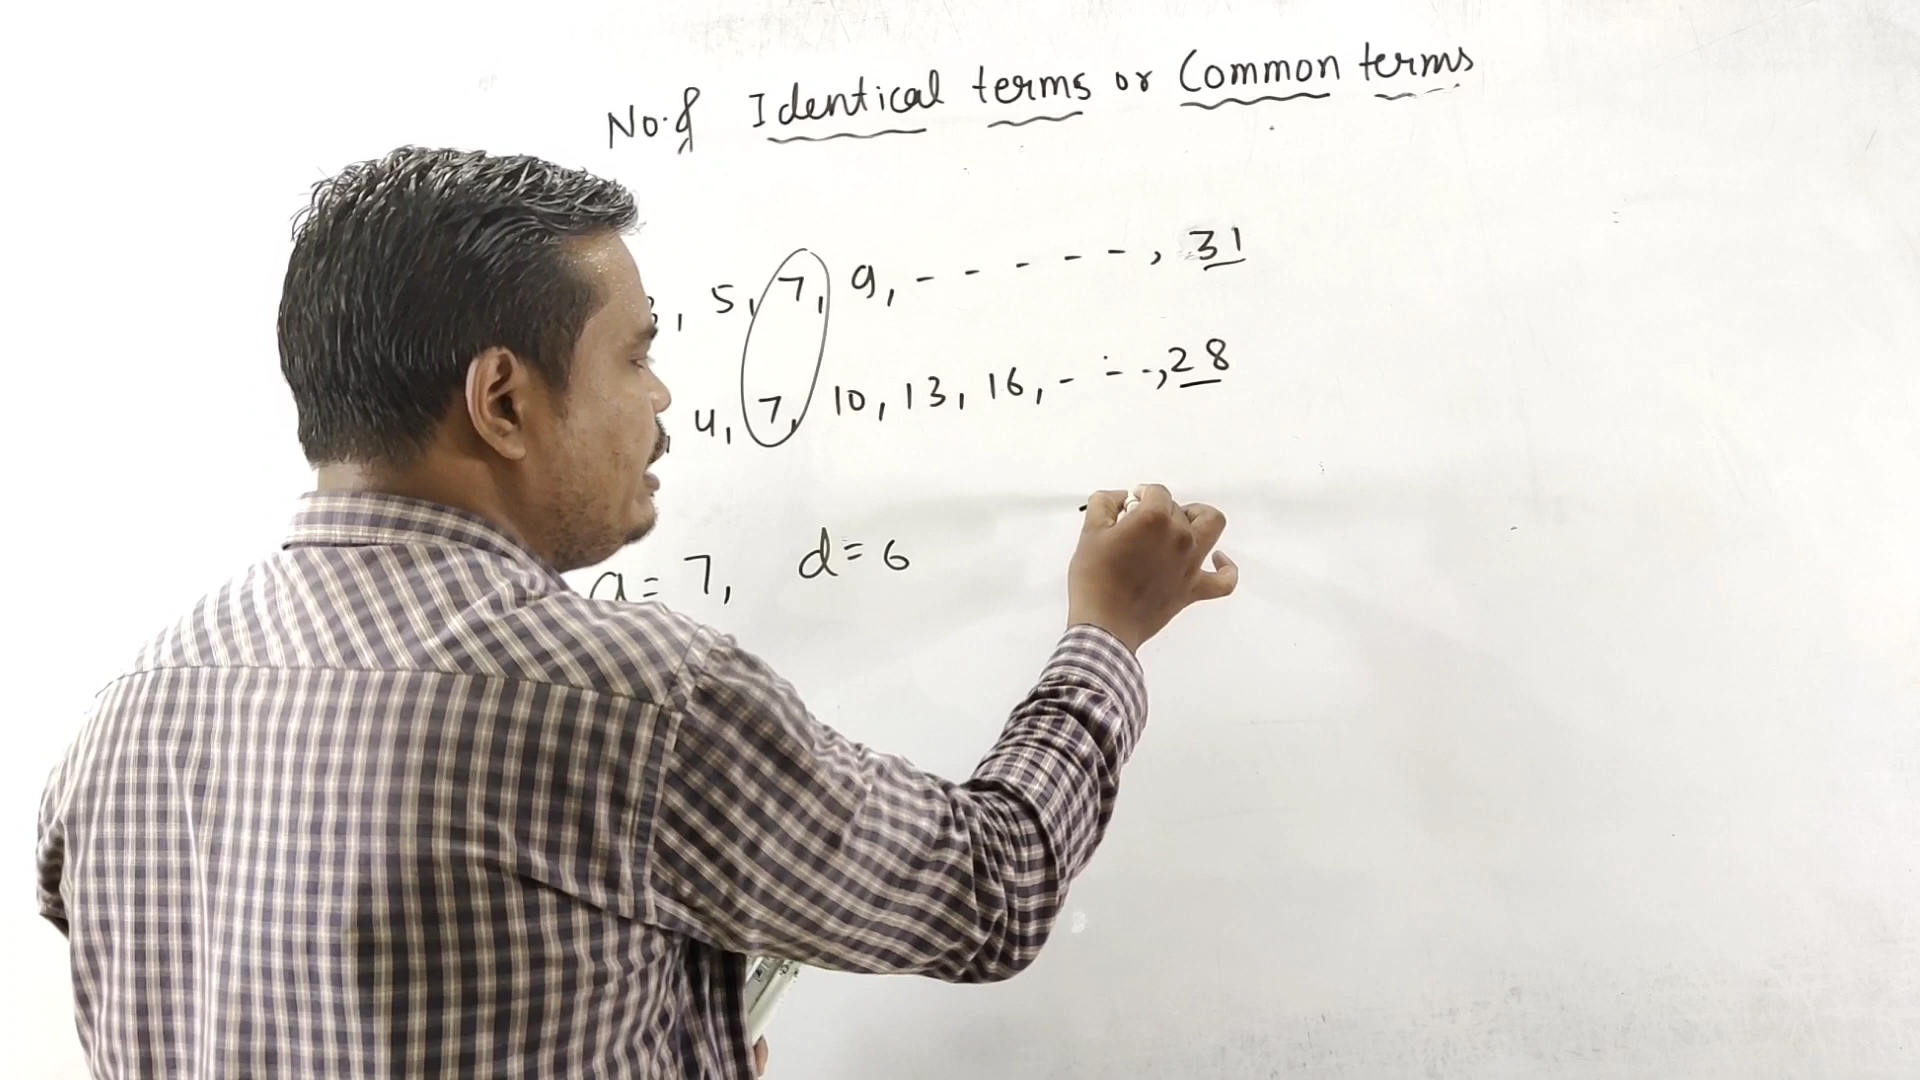 No. of Identical terms or Common terms
3, 5, 7, 9, - - - - - , 31
, 4, 7, 10, 13, 16, - - - , 28
a = 7, d = 6